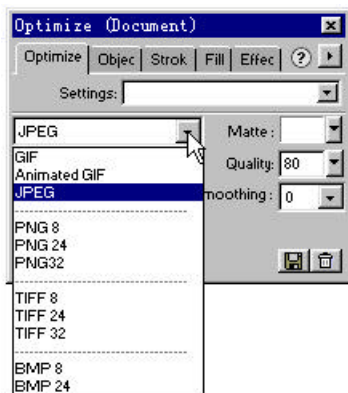 Optimize (Document)
Optimize Objec Strok Fill Effec ?
Settings:
JPEG Matte:
GIF
Animated GIF Quality: 80
JPEG moothing: 0
PNG 8
PNG 24
PNG32
TIFF 8
TIFF 24
TIFF 32
BMP 8
BMP 24